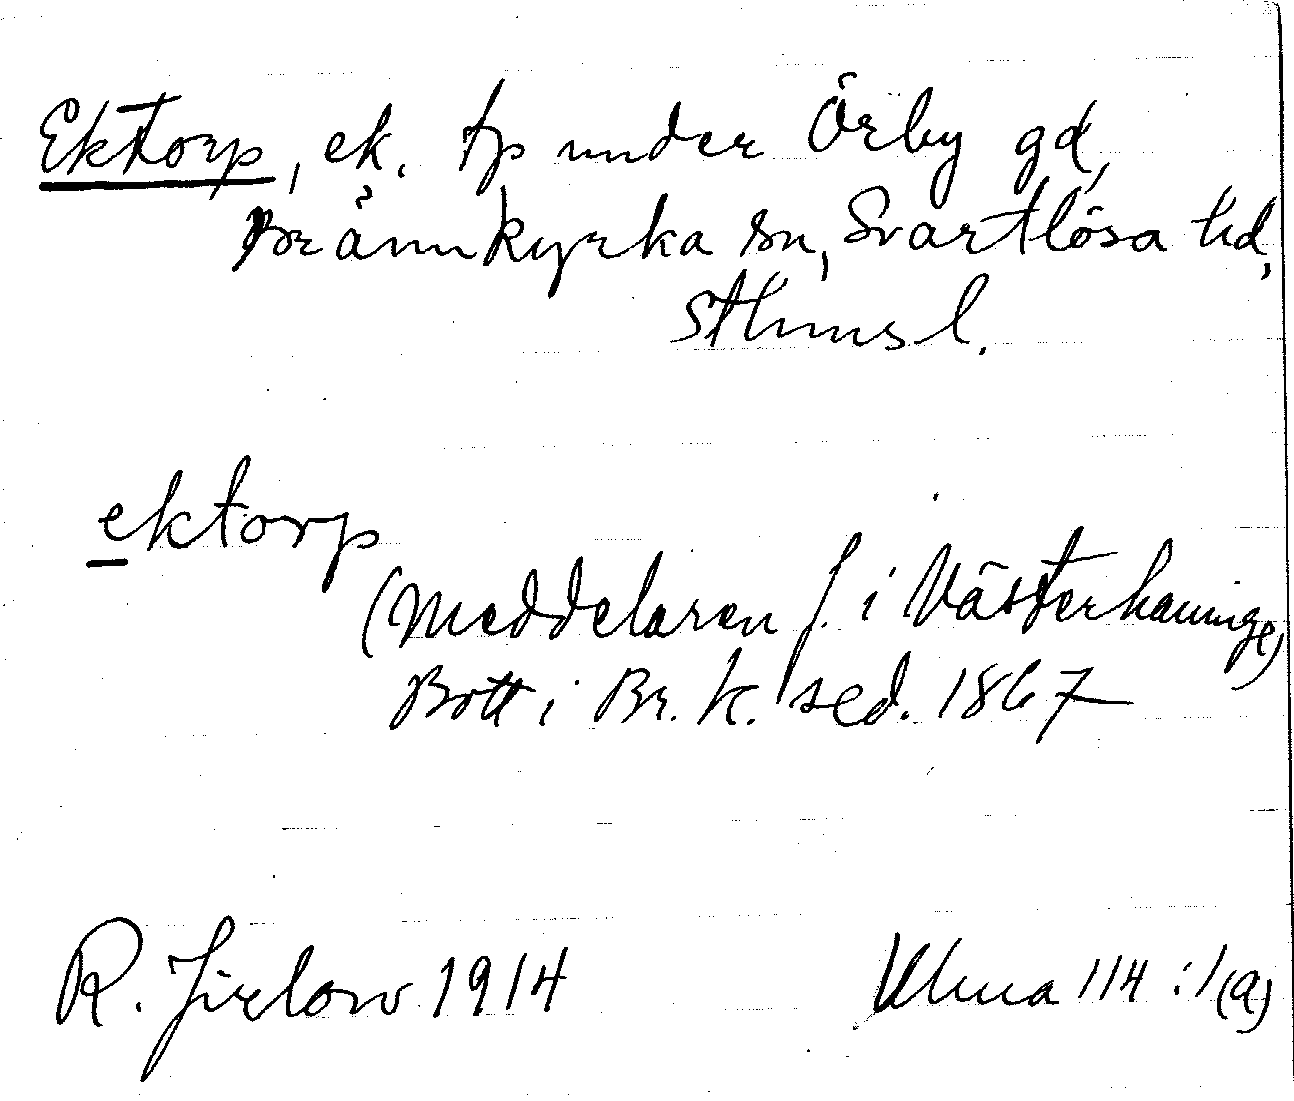 Ektorp, ek. tp under Örby gd,
Brännkyrka sn, Svartlösa hd,
Sthms l.
ektorp
(Meddelaren f. i Västerhaninge,
Bott i Br. k. sed. 1867
R. Jirlow 1914
Ulma 114:1(a)